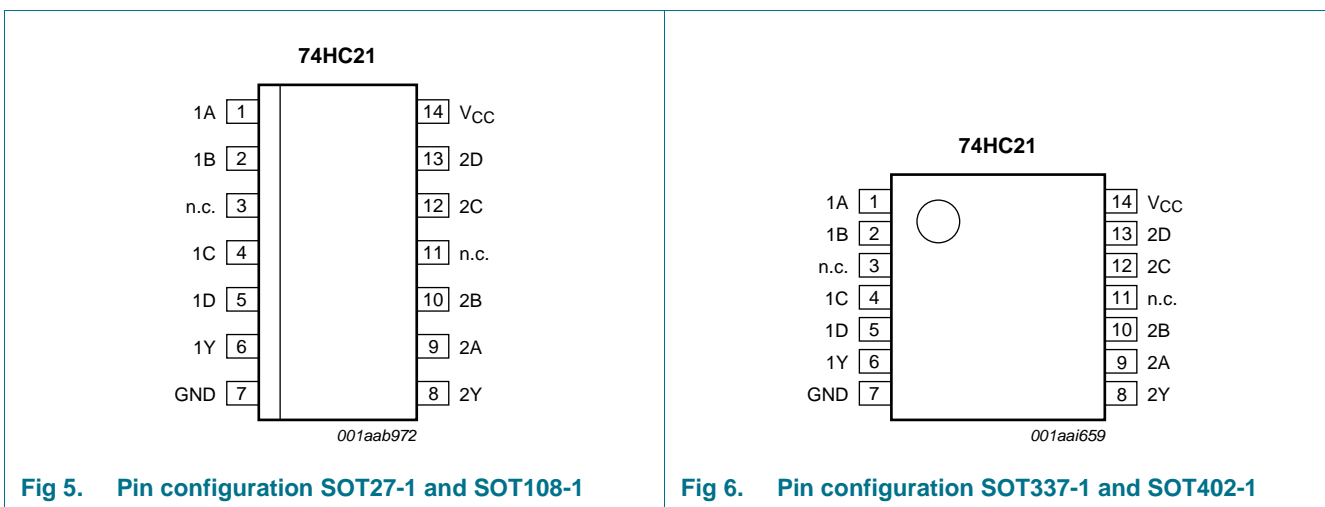 74HC21
1A 1 14 VCC
1B 2 13 2D
n.c. 3 12 2C
1C 4 11 n.c.
1D 5 10 2B
1Y 6 9 2A
GND 7 8 2Y
001aab972
Fig 5. Pin configuration SOT27-1 and SOT108-1
74HC21
1A 1 14 VCC
1B 2 13 2D
n.c. 3 12 2C
1C 4 11 n.c.
1D 5 10 2B
1Y 6 9 2A
GND 7 8 2Y
001aai659
Fig 6. Pin configuration SOT337-1 and SOT402-1